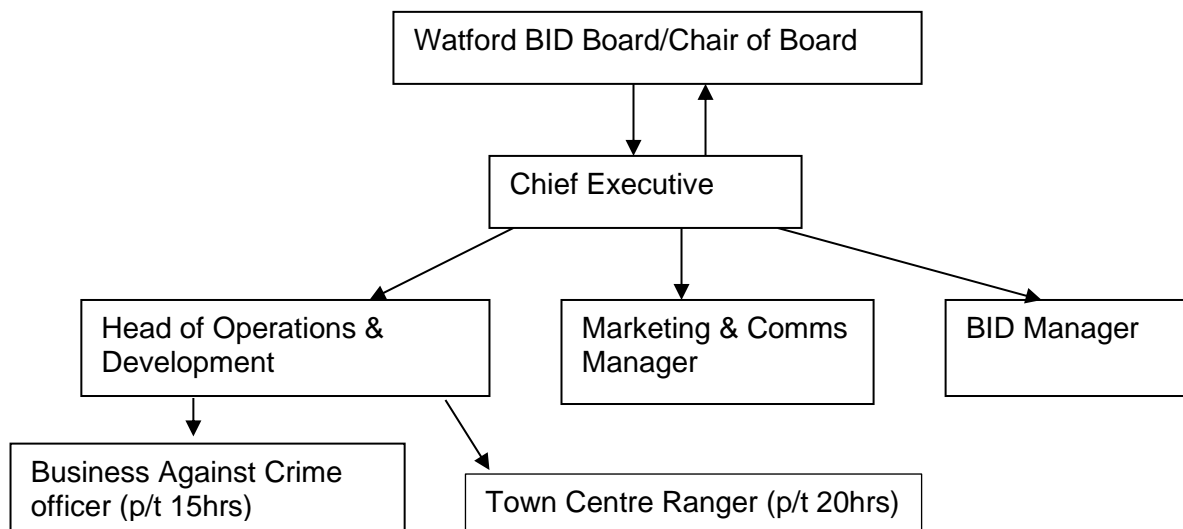 Watford BID Board/Chair of Board
Chief Executive
Head of Operations &
Development
Marketing & Comms
Manager
BID Manager
Business Against Crime
officer (p/t 15hrs)
Town Centre Ranger (p/t 20hrs)